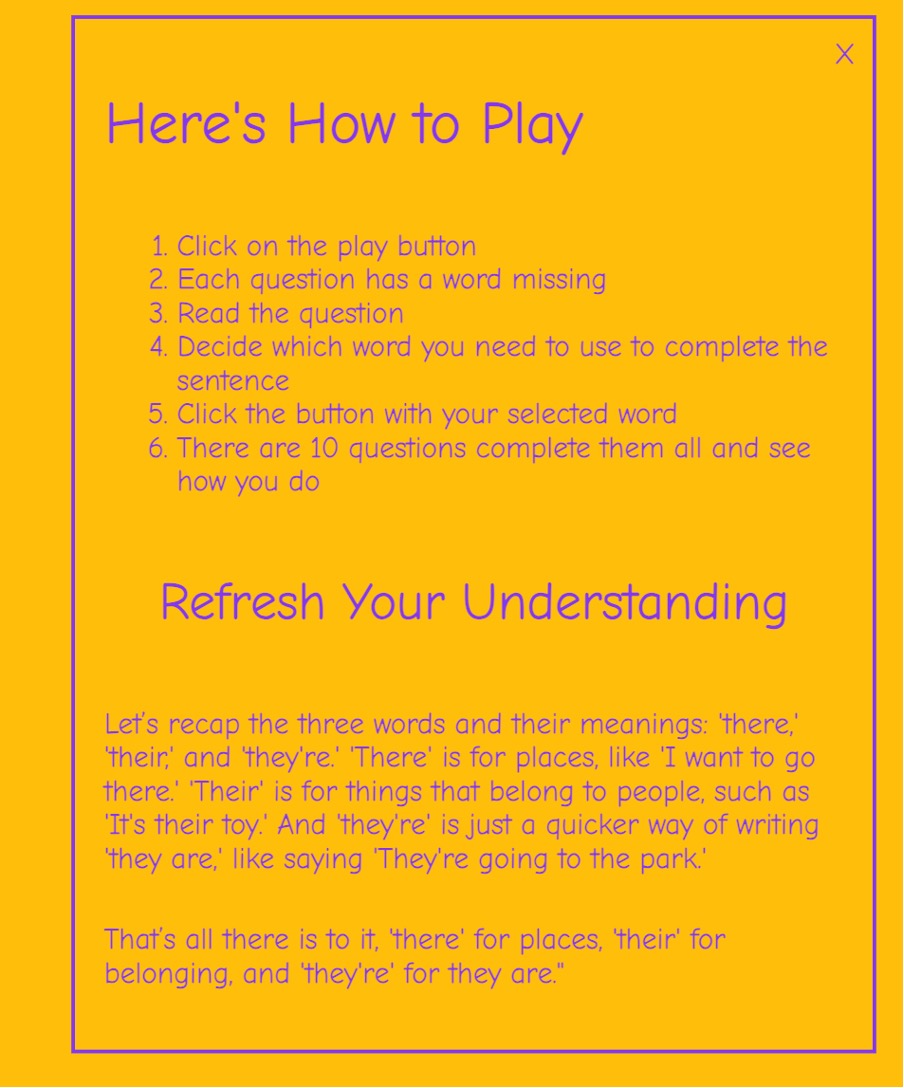 X
Here's How to Play
1. Click on the play button
2. Each question has a word missing
3. Read the question
4. Decide which word you need to use to complete the
sentence
5. Click the button with your selected word
6. There are 10 questions complete them all and see
how you do
Refresh Your Understanding
Let’s recap the three words and their meanings: 'there,'
'their,' and 'they're.' 'There' is for places, like 'I want to go
there.' 'Their' is for things that belong to people, such as
'It's their toy.' And 'they're' is just a quicker way of writing
'they are,' like saying 'They're going to the park.'
That’s all there is to it, 'there' for places, 'their' for
belonging, and 'they're' for they are."